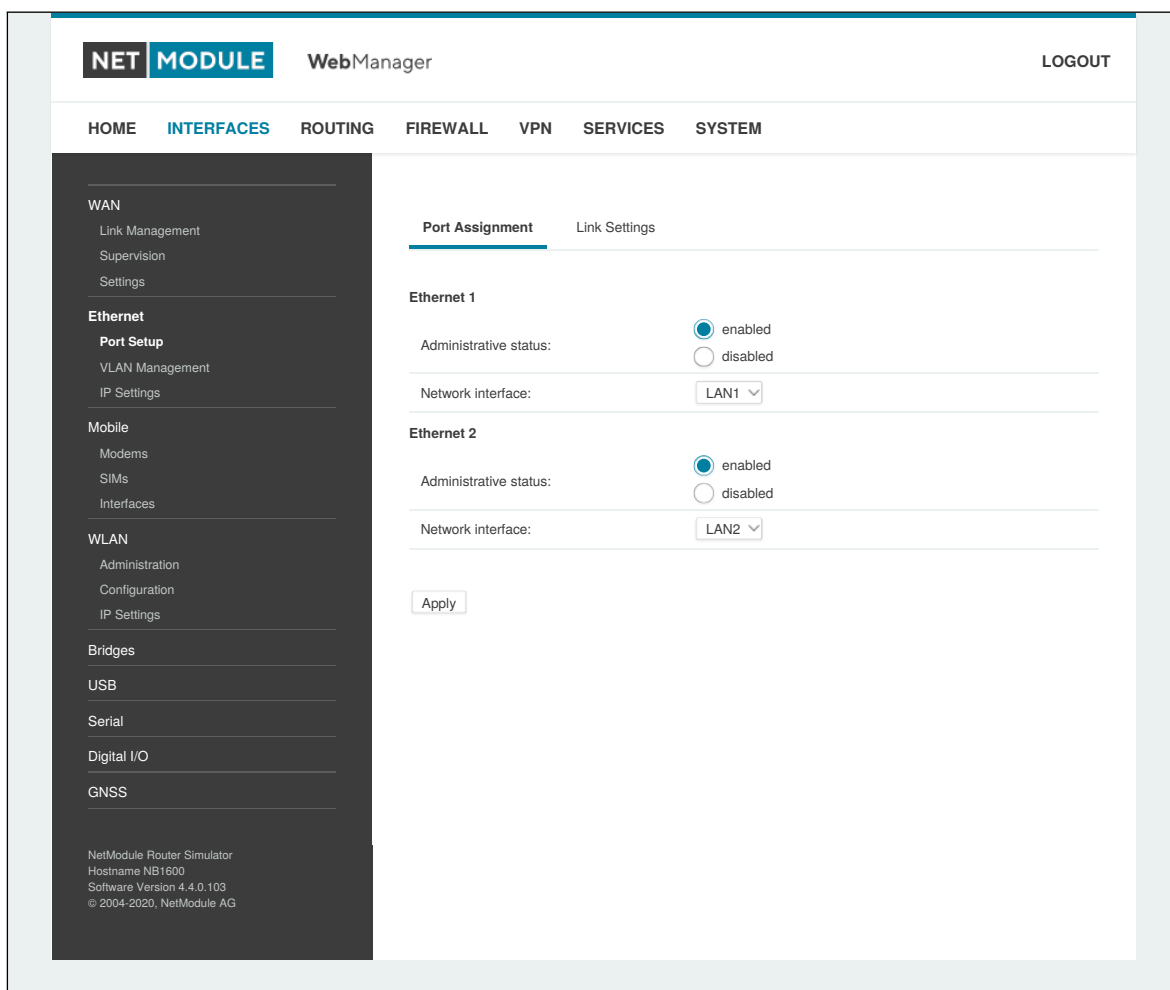 NET MODULE WebManager LOGOUT
HOME INTERFACES ROUTING FIREWALL VPN SERVICES SYSTEM
WAN
Link Management
Supervision
Settings
Ethernet
Port Setup
VLAN Management
IP Settings
Mobile
Modems
SIMs
Interfaces
WLAN
Administration
Configuration
IP Settings
Bridges
USB
Serial
Digital I/O
GNSS
NetModule Router Simulator
Hostname NB1600
Software Version 4.4.0.103
© 2004-2020, NetModule AG
Port Assignment Link Settings
Ethernet 1
Administrative status:
enabled
disabled
Network interface: LAN1
Ethernet 2
Administrative status:
enabled
disabled
Network interface: LAN2
Apply